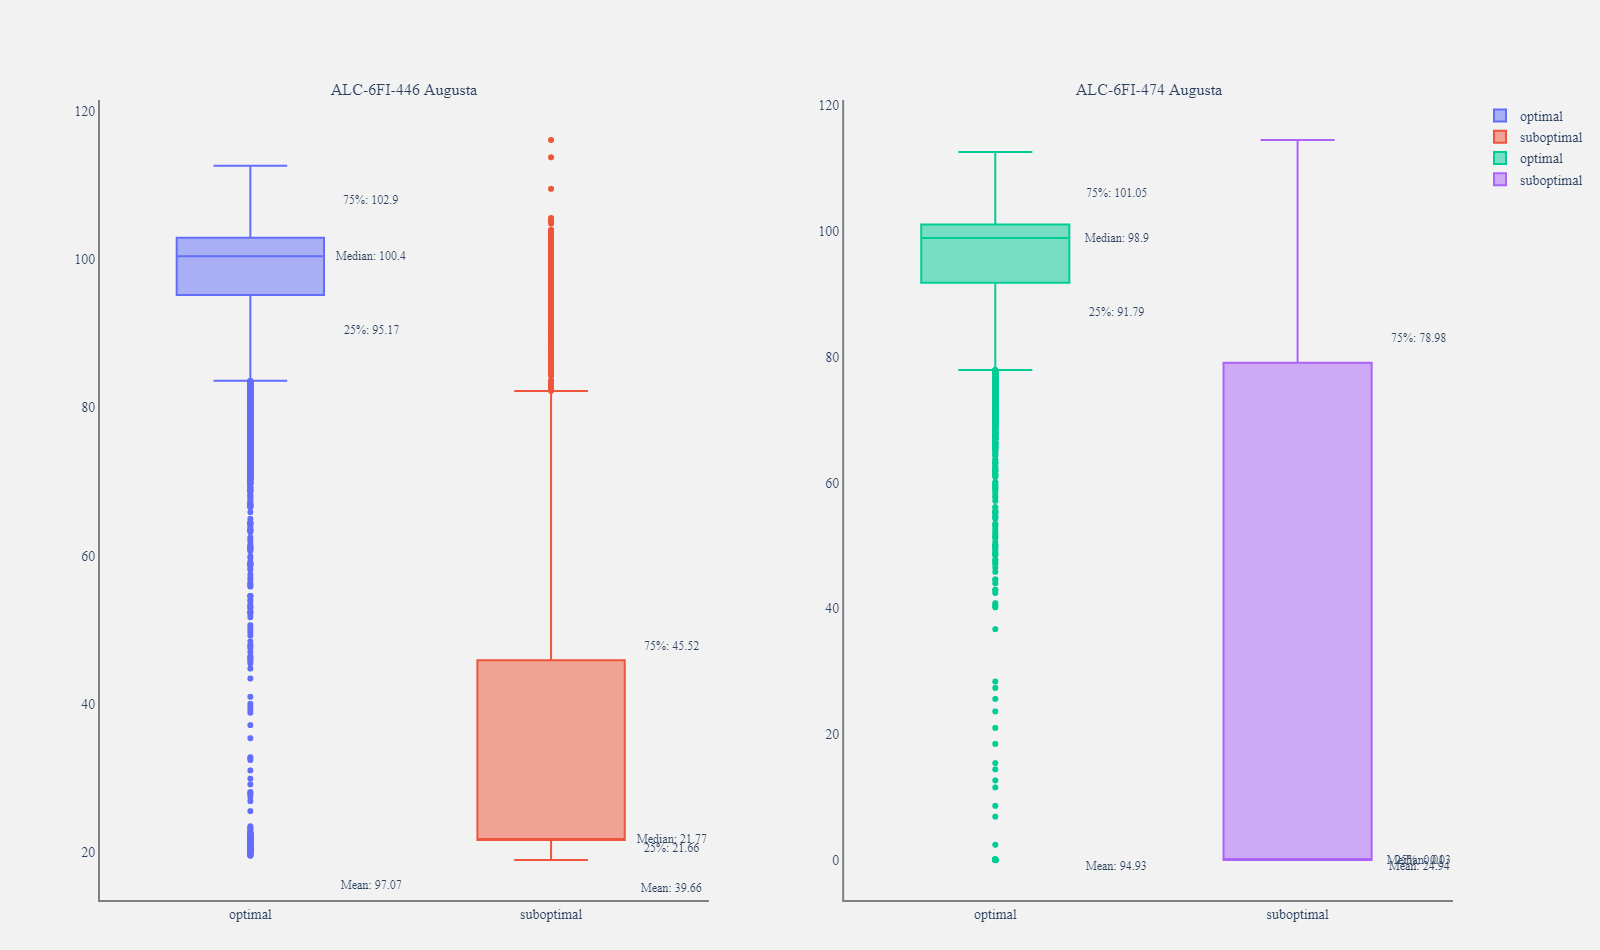 ALC-6FI-446 Augusta
120
100
80
60
40
20
75%: 102.9
Median: 100.4
25%: 95.17
Mean: 97.07
75%: 45.52
Median: 21.77
25%: 21.66
Mean: 39.66
optimal
suboptimal
ALC-6FI-474 Augusta
120
100
80
60
40
20
0
75%: 101.05
Median: 98.9
25%: 91.79
Mean: 94.93
75%: 78.98
Mean: 24.94
optimal
suboptimal
optimal
suboptimal
optimal
suboptimal